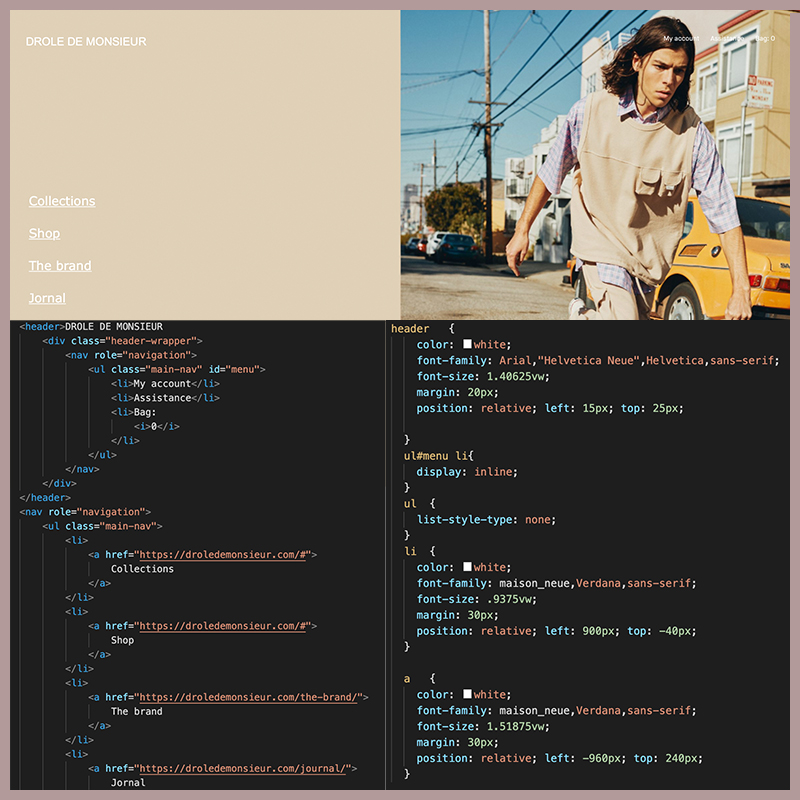 DROLE DE MONSIEUR
My account Assistance Bag: 0
NO
PARKING
MONDAY
Collections
Shop
The brand
Jornal
<header>DROLE DE MONSIEUR
<div class="header-wrapper">
<nav role="navigation">
<ul class="main-nav" id="menu">
<li>My account</li>
<li>Assistance</li>
<li>Bag:
<i>0</i>
</li>
</ul>
</nav>
</div>
</header>
<nav role="navigation">
<ul class="main-nav">
<li>
<a href="https://droledemonsieur.com/#">
Collections
</a>
</li>
<li>
<a href="https://droledemonsieur.com/#">
Shop
</a>
</li>
<li>
<a href="https://droledemonsieur.com/the-brand/">
The brand
</a>
</li>
<li>
<a href="https://droledemonsieur.com/journal/">
Jornal
header {
color: white;
font-family: Arial,"Helvetica Neue",Helvetica,sans-serif;
font-size: 1.40625vw;
margin: 20px;
position: relative; left: 15px; top: 25px;
}
ul#menu li{
display: inline;
}
ul {
list-style-type: none;
}
li {
color: white;
font-family: maison_neue,Verdana,sans-serif;
font-size: .9375vw;
margin: 30px;
position: relative; left: 900px; top: -40px;
}
a {
color: white;
font-family: maison_neue,Verdana,sans-serif;
font-size: 1.51875vw;
margin: 30px;
position: relative; left: -960px; top: 240px;
}